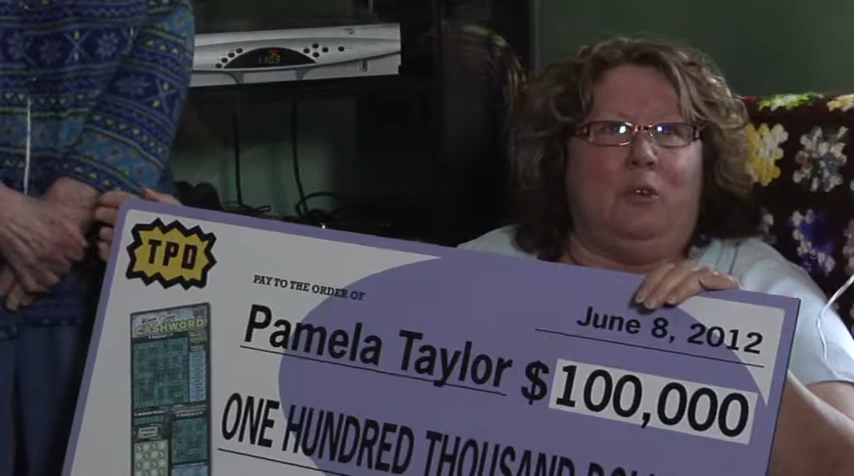 TPD
CASHWORD
PAY TO THE ORDER OF
June 8, 2012
Pamela Taylor $100,000
ONE HUNDRED THOUSAND